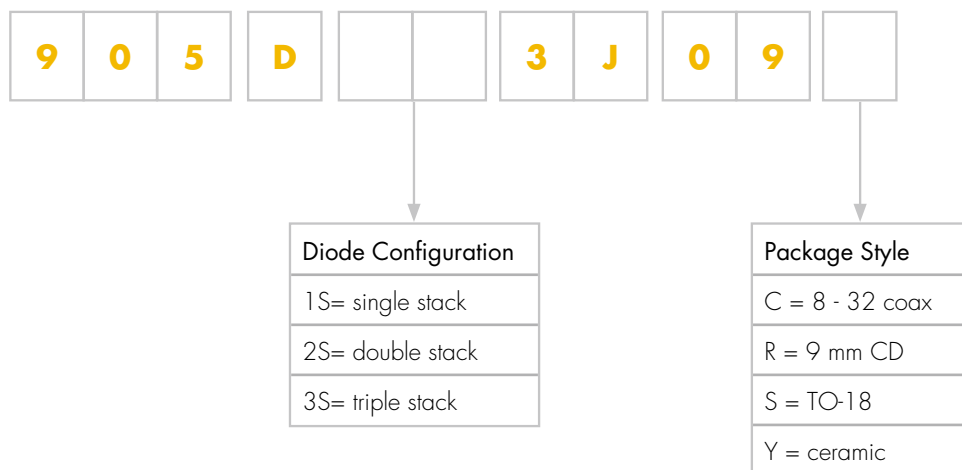 9 0 5 D 3 J 0 9
Diode Configuration
1S= single stack
2S= double stack
3S= triple stack
Package Style
C = 8 - 32 coax
R = 9 mm CD
S = TO-18
Y = ceramic